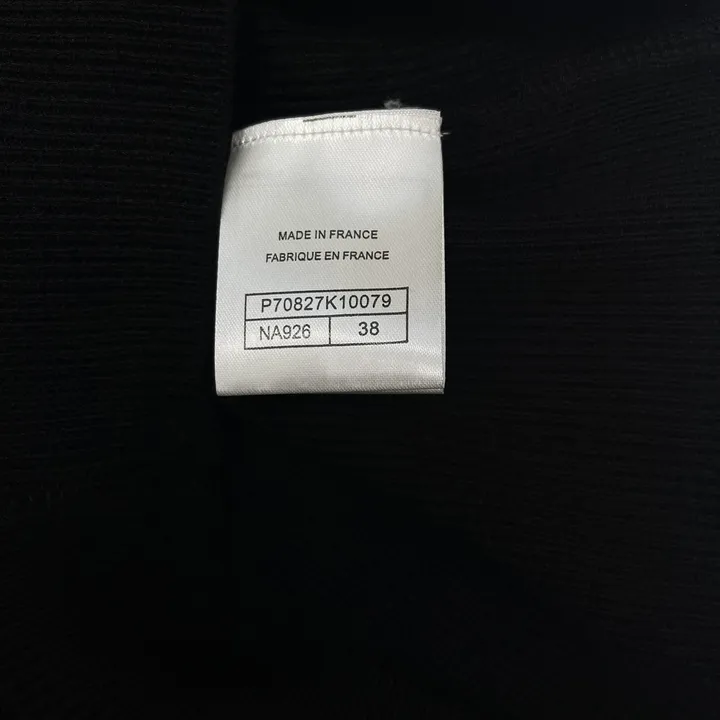 MADE IN FRANCE
FABRIQUE EN FRANCE
P70827K10079
NA926 38